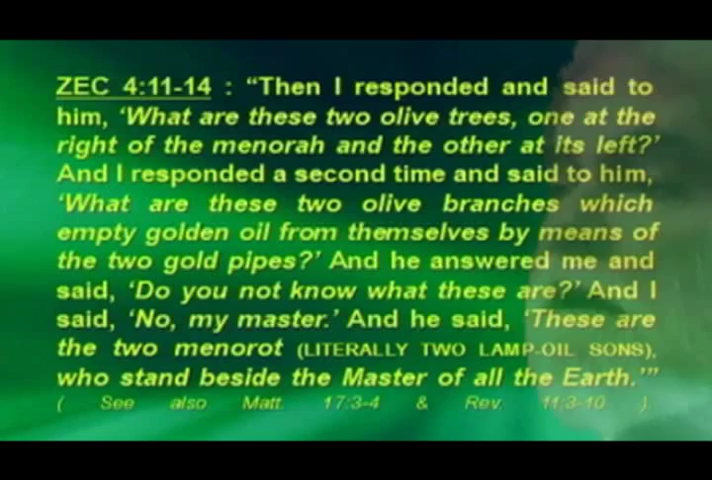 ZEC 4:11-14 : “Then I responded and said to
him, ‘What are these two olive trees, one at the
right of the menorah and the other at its left?’
And I responded a second time and said to him,
‘What are these two olive branches which
empty golden oil from themselves by means of
the two gold pipes?’ And he answered me and
said, ‘Do you not know what these are?’ And I
said, ‘No, my master.’ And he said, ‘These are
the two menorot (LITERALLY TWO LAMP-OIL SONS),
who stand beside the Master of all the Earth.’”
( See also Matt. 17:3-4 & Rev. 11:3-10 ).